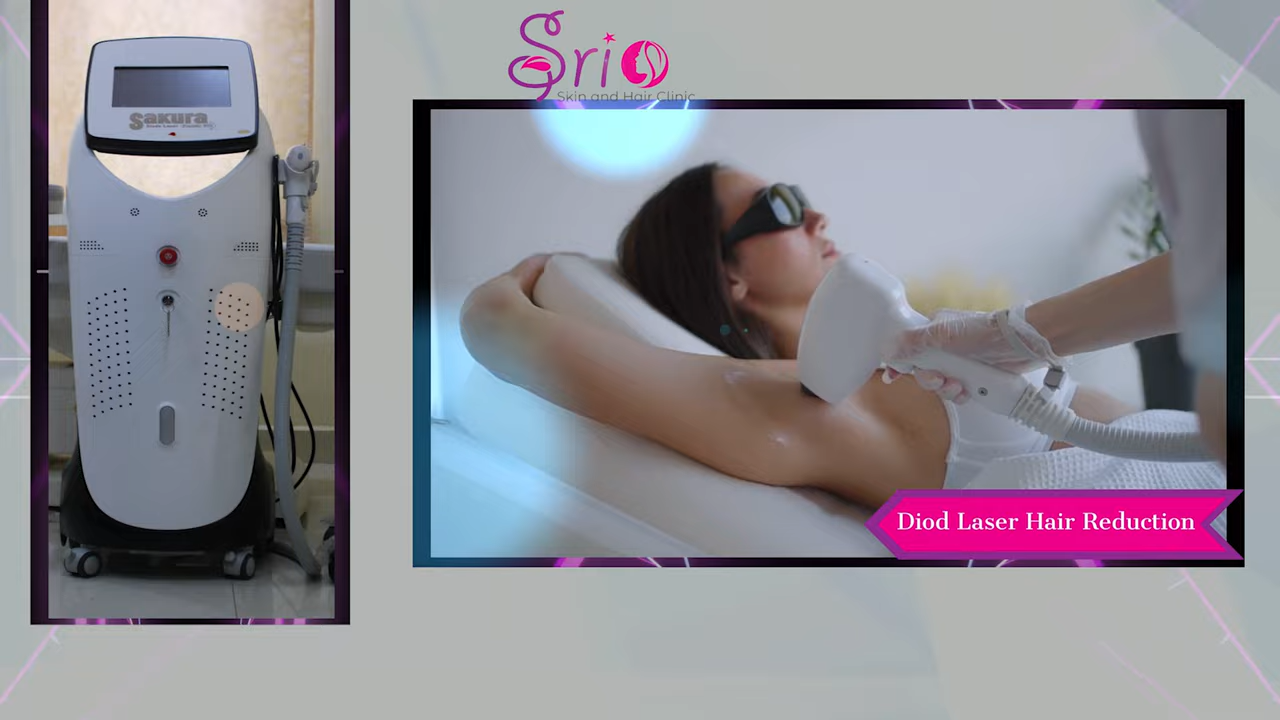 Srio
Skin and Hair Clinic
Sakura
Diod Laser Hair Reduction